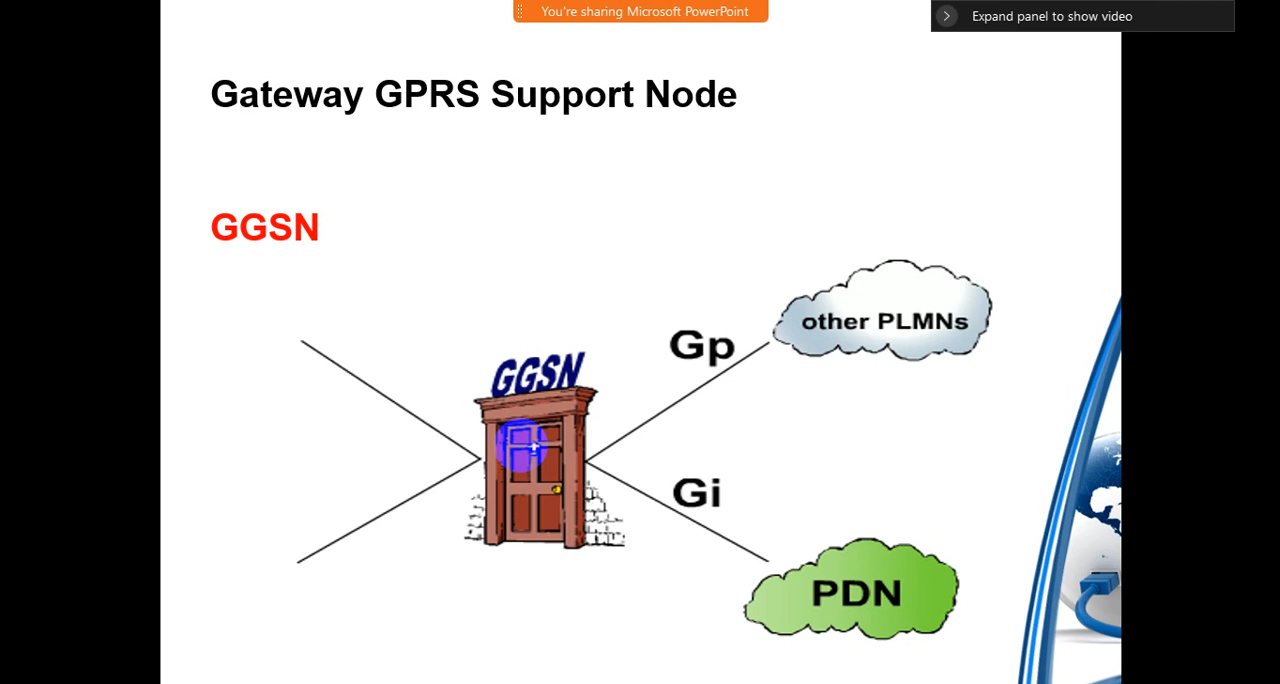 You're sharing Microsoft PowerPoint
Expand panel to show video
Gateway GPRS Support Node
GGSN
other PLMNs
Gp
GGSN
Gi
PDN